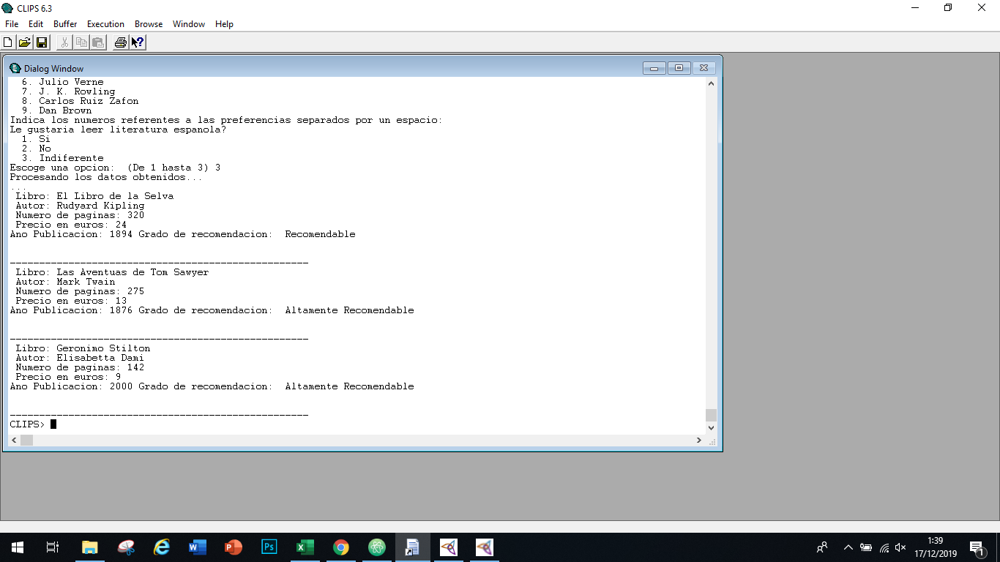 CLIPS 6.3
File Edit Buffer Execution Browse Window Help
Dialog Window
6. Julio Verne
7. J. K. Rowling
8. Carlos Ruiz Zafon
9. Dan Brown
Indica los numeros referentes a las preferencias separados por un espacio:
Le gustaria leer literatura espanola?
1. Si
2. No
3. Indiferente
Escoge una opcion:  (De 1 hasta 3) 3
Procesando los datos obtenidos...
...
Libro: El Libro de la Selva
Autor: Rudyard Kipling
Numero de paginas: 320
Precio en euros: 24
Ano Publicacion: 1894 Grado de recomendacion:  Recomendable
___________________________________________________
Libro: Las Aventuas de Tom Sawyer
Autor: Mark Twain
Numero de paginas: 275
Precio en euros: 13
Ano Publicacion: 1876 Grado de recomendacion:  Altamente Recomendable
___________________________________________________
Libro: Geronimo Stilton
Autor: Elisabetta Dami
Numero de paginas: 142
Precio en euros: 9
Ano Publicacion: 2000 Grado de recomendacion:  Altamente Recomendable
___________________________________________________
CLIPS>
Ps
1:39
17/12/2019
1